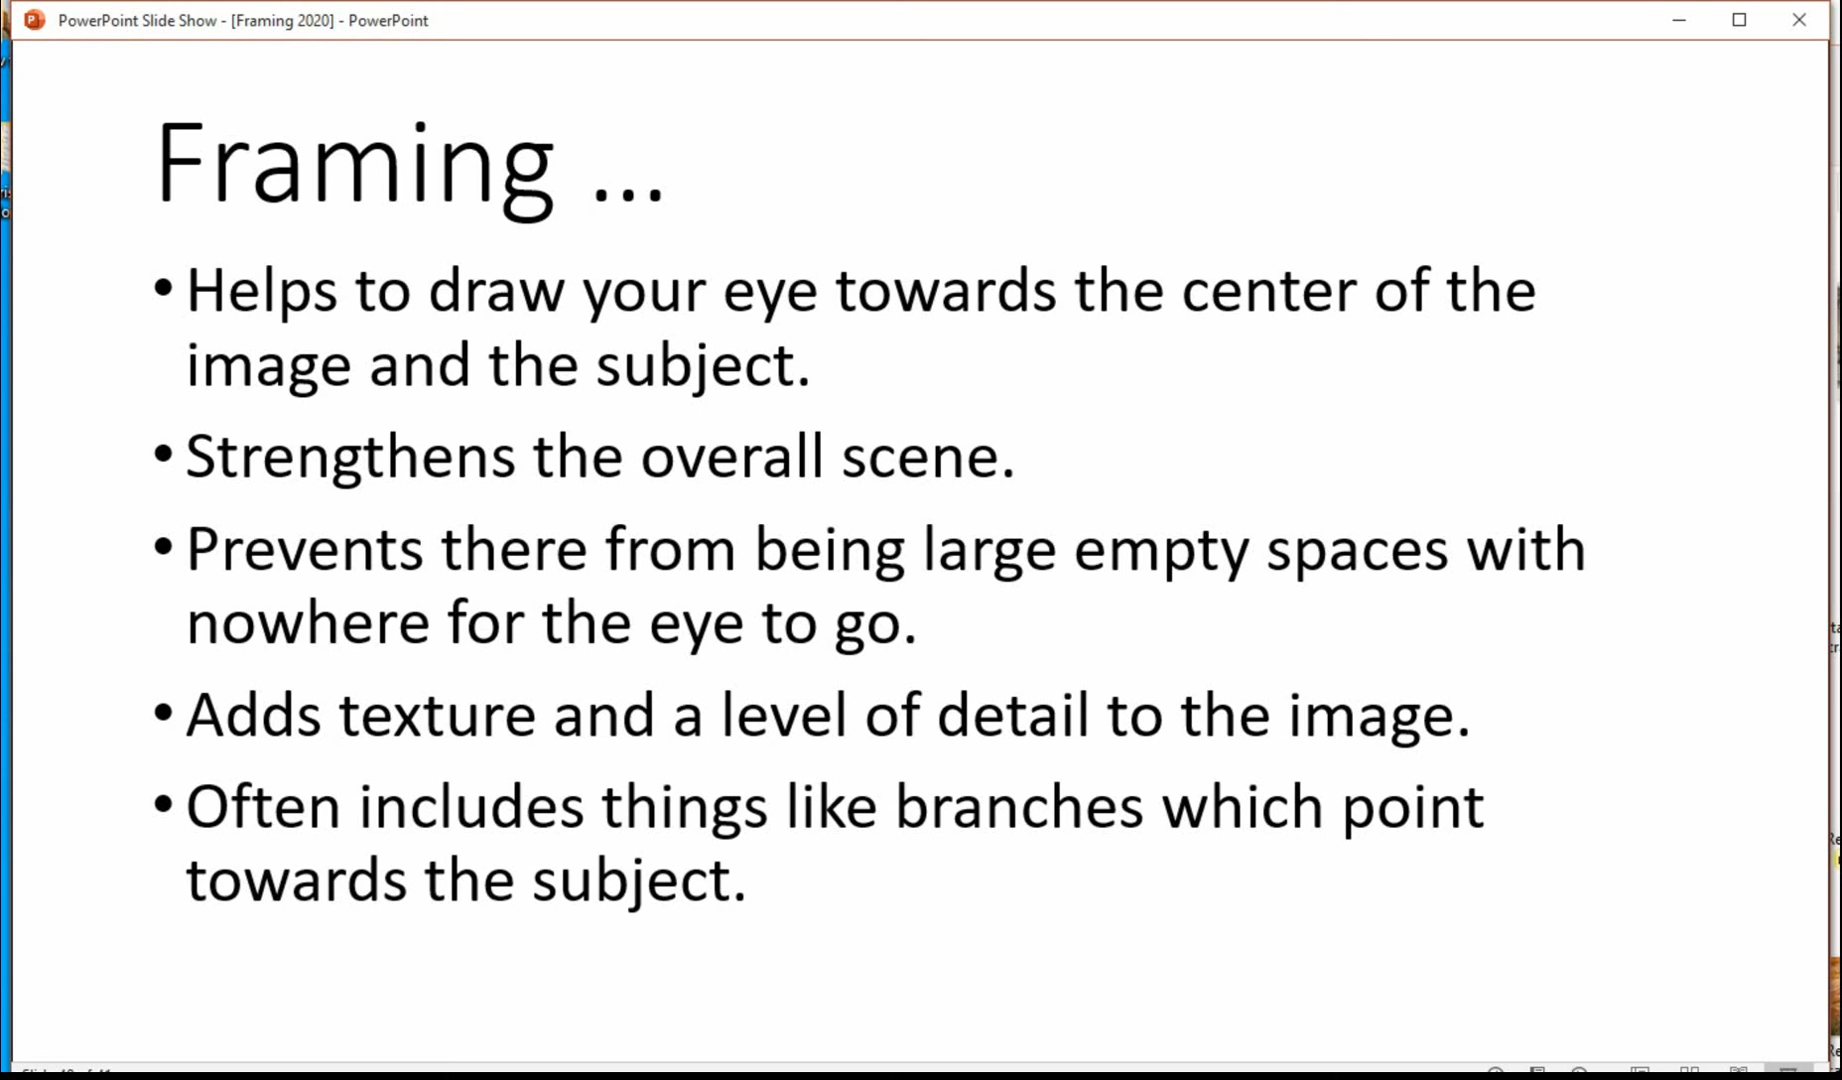 PowerPoint Slide Show - [Framing 2020] - PowerPoint
Framing ...
• Helps to draw your eye towards the center of the
image and the subject.
• Strengthens the overall scene.
• Prevents there from being large empty spaces with
nowhere for the eye to go.
• Adds texture and a level of detail to the image.
• Often includes things like branches which point
towards the subject.